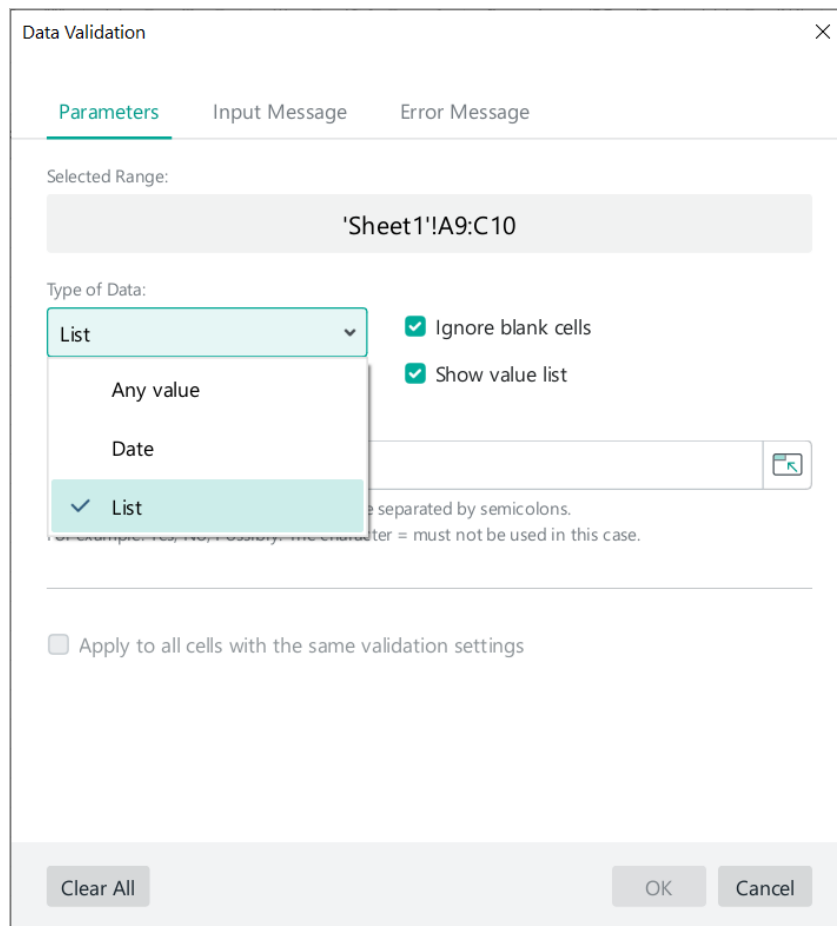 Data Validation
Parameters Input Message Error Message
Selected Range:
'Sheet1'!A9:C10
Type of Data:
List
Ignore blank cells
Any value
Show value list
Date
List
separated by semicolons.
= must not be used in this case.
Apply to all cells with the same validation settings
Clear All OK Cancel